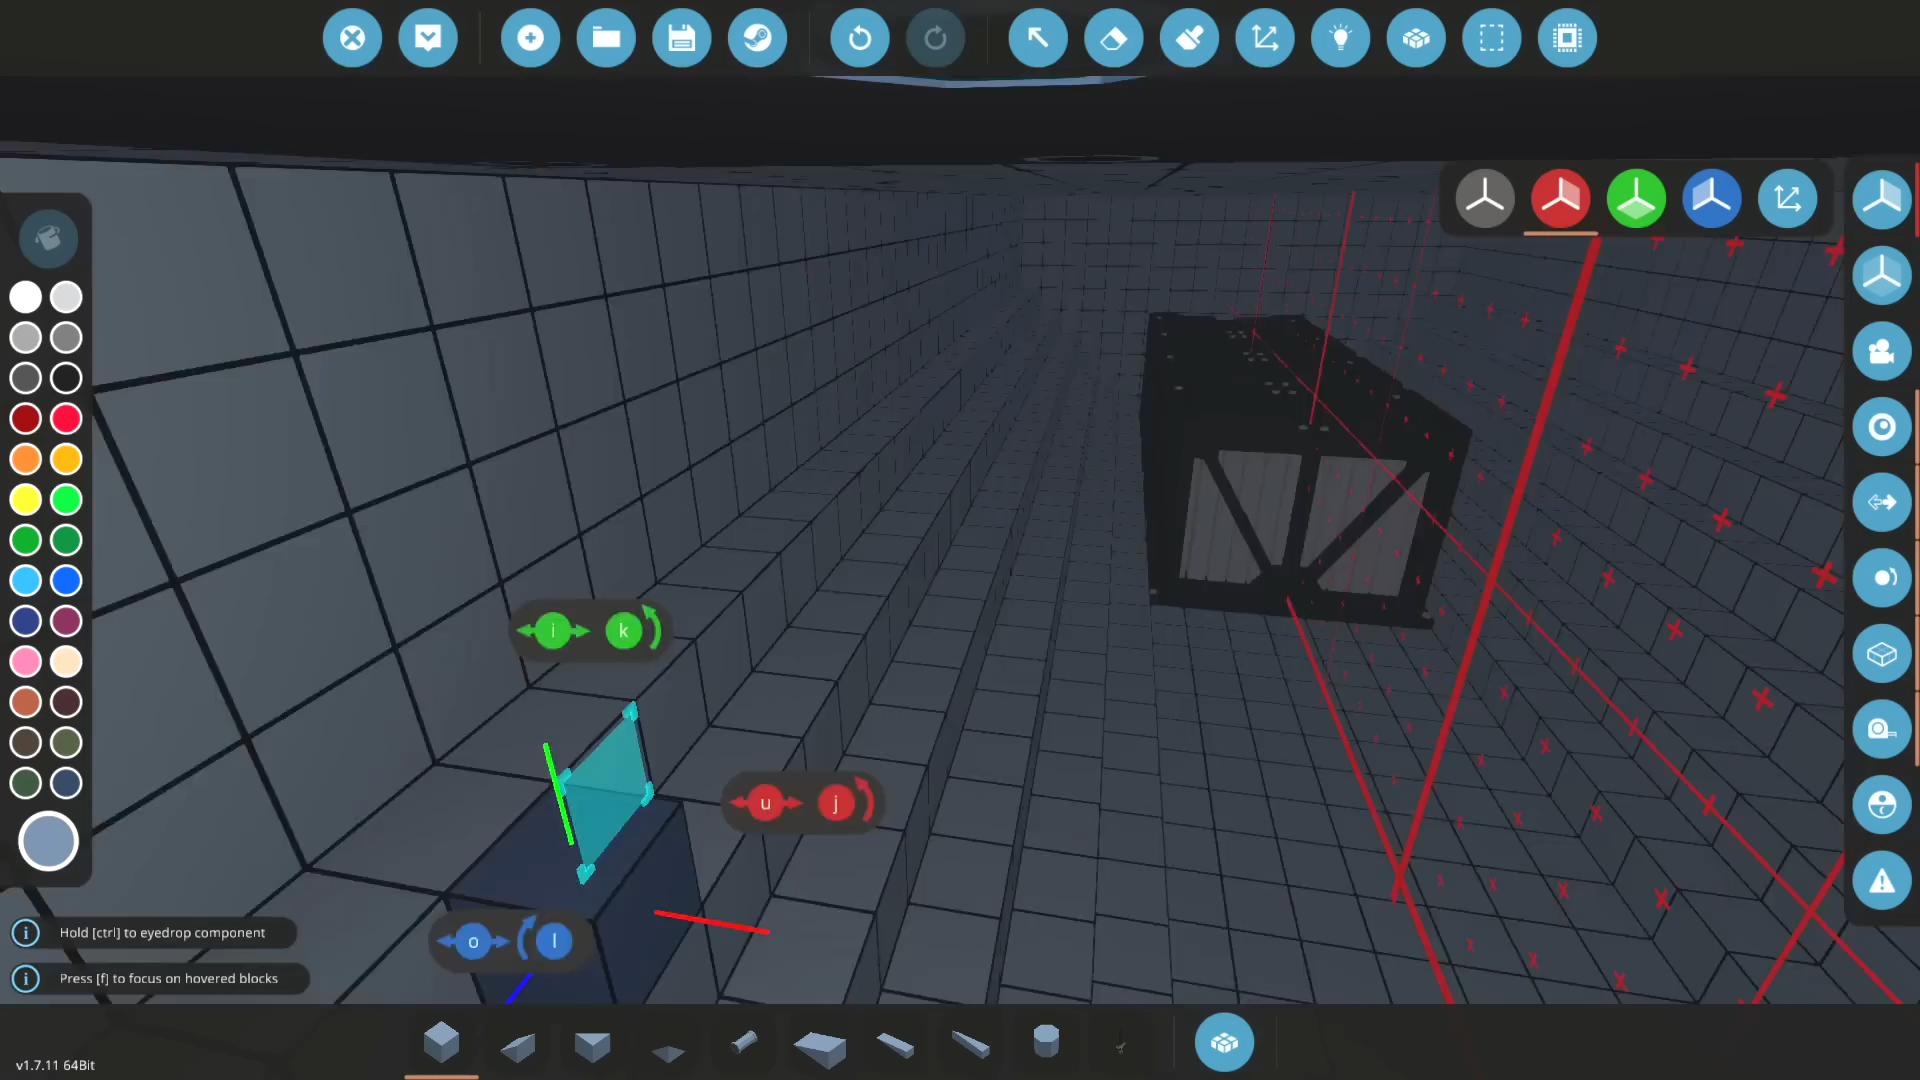 i k
u j
o l
Hold [ctrl] to eyedrop component
Press [f] to focus on hovered blocks
v1.7.11 64Bit